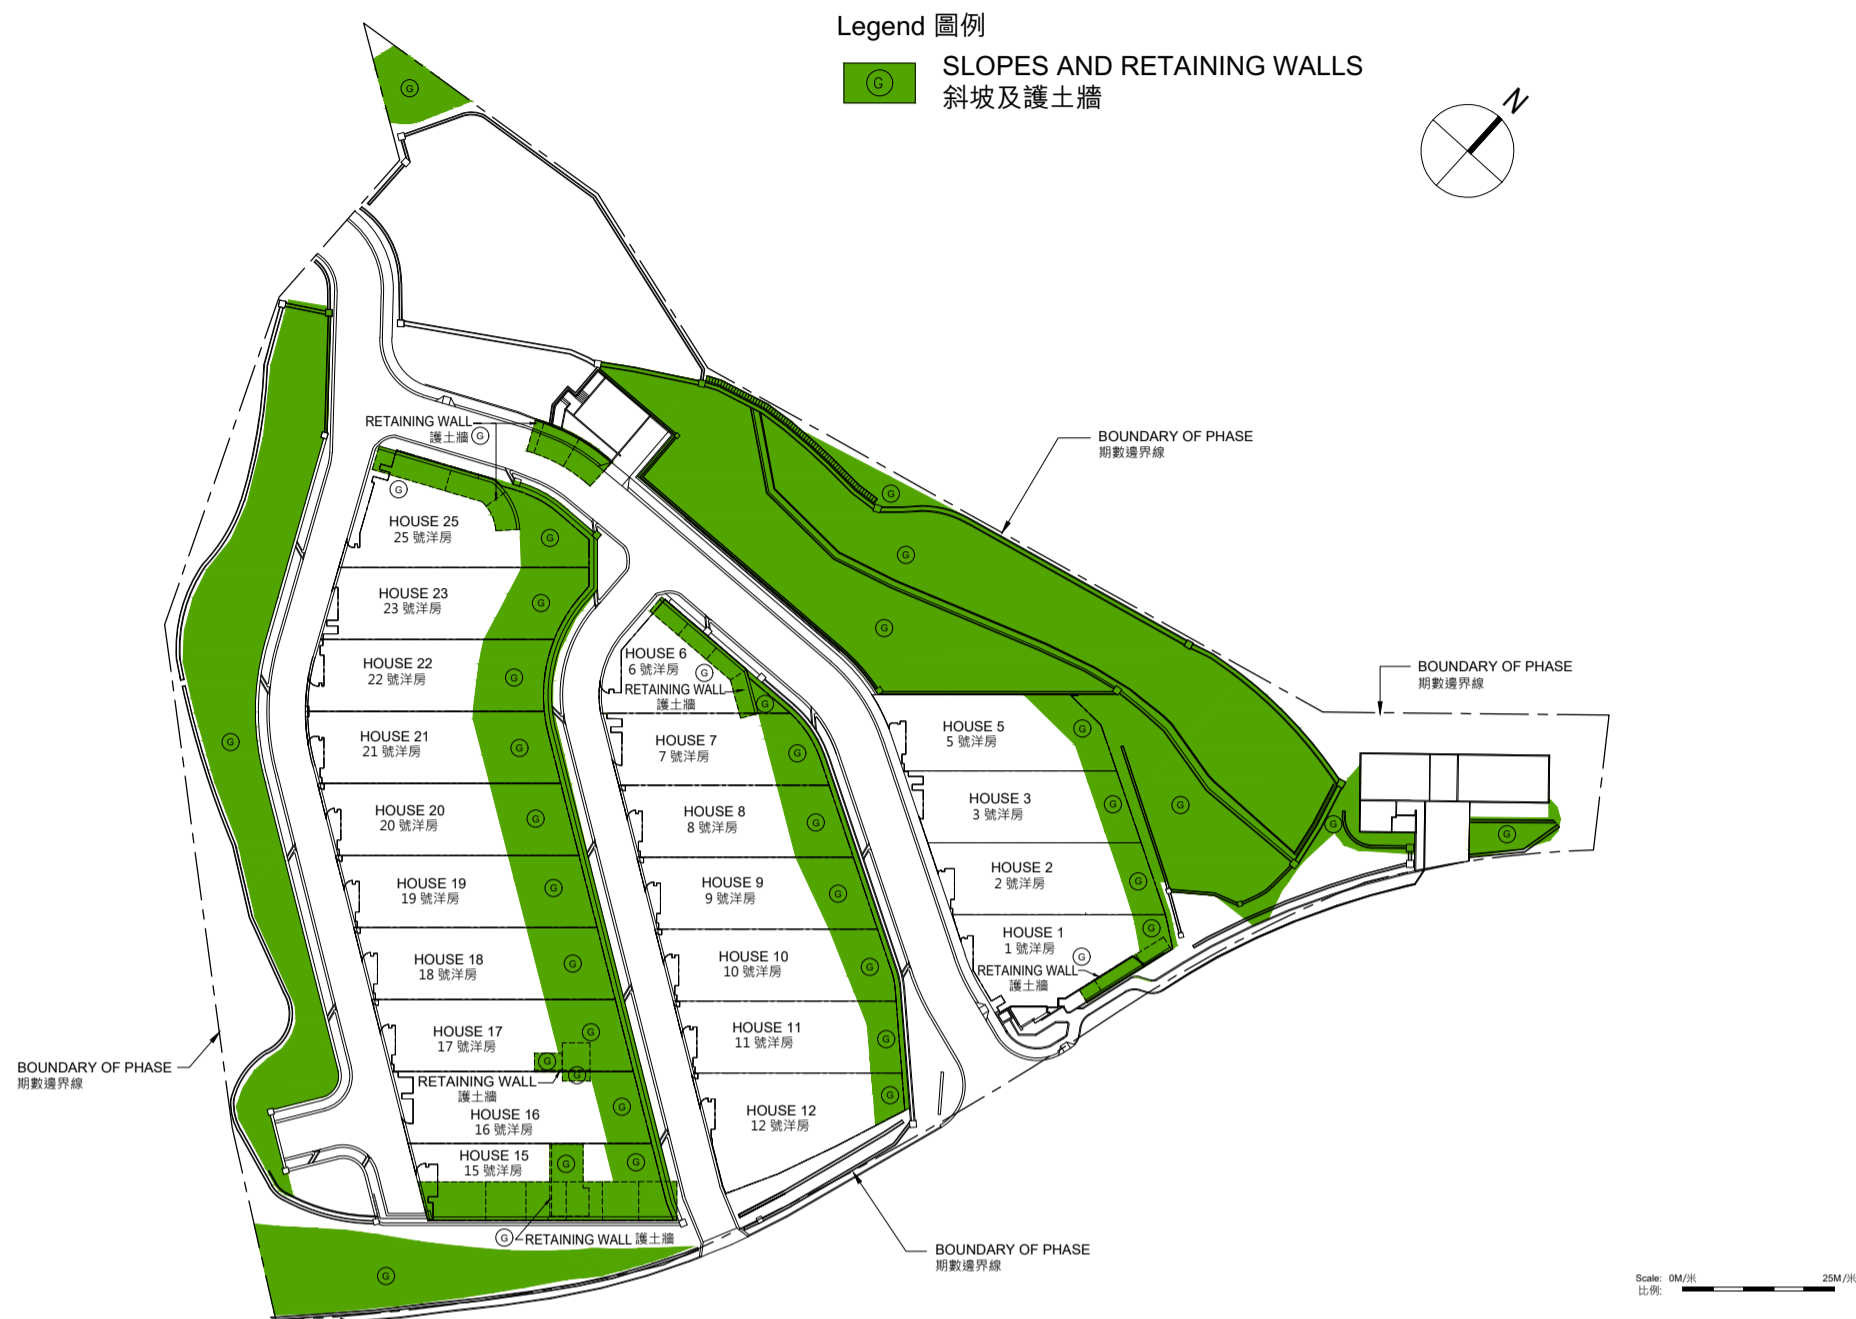 Legend 圖例
G
SLOPES AND RETAINING WALLS
斜坡及護土牆
N
G
RETAINING WALL
護土牆 G
BOUNDARY OF PHASE
期數邊界線
G
G
HOUSE 25
25 號洋房
G
G
G
HOUSE 23
23 號洋房
G
G
HOUSE 6
6 號洋房
G
RETAINING WALL
護土牆
G
HOUSE 22
22 號洋房
G
BOUNDARY OF PHASE
期數邊界線
HOUSE 5
5 號洋房
G
G
HOUSE 21
21 號洋房
G
HOUSE 7
7 號洋房
G
HOUSE 3
3 號洋房
G
G
HOUSE 20
20 號洋房
G
HOUSE 8
8 號洋房
G
G
G
HOUSE 2
2 號洋房
G
HOUSE 19
19 號洋房
G
HOUSE 9
9 號洋房
G
HOUSE 1
1 號洋房
G
G
RETAINING WALL
護土牆
HOUSE 18
18 號洋房
G
HOUSE 10
10 號洋房
G
HOUSE 17
17 號洋房
G
G
G
HOUSE 11
11 號洋房
G
BOUNDARY OF PHASE
期數邊界線
RETAINING WALL
護土牆
HOUSE 16
16 號洋房
G
HOUSE 12
12 號洋房
G
HOUSE 15
15 號洋房
G
G
G RETAINING WALL 護土牆
G
BOUNDARY OF PHASE
期數邊界線
Scale: 0M/米 25M/米
比例: